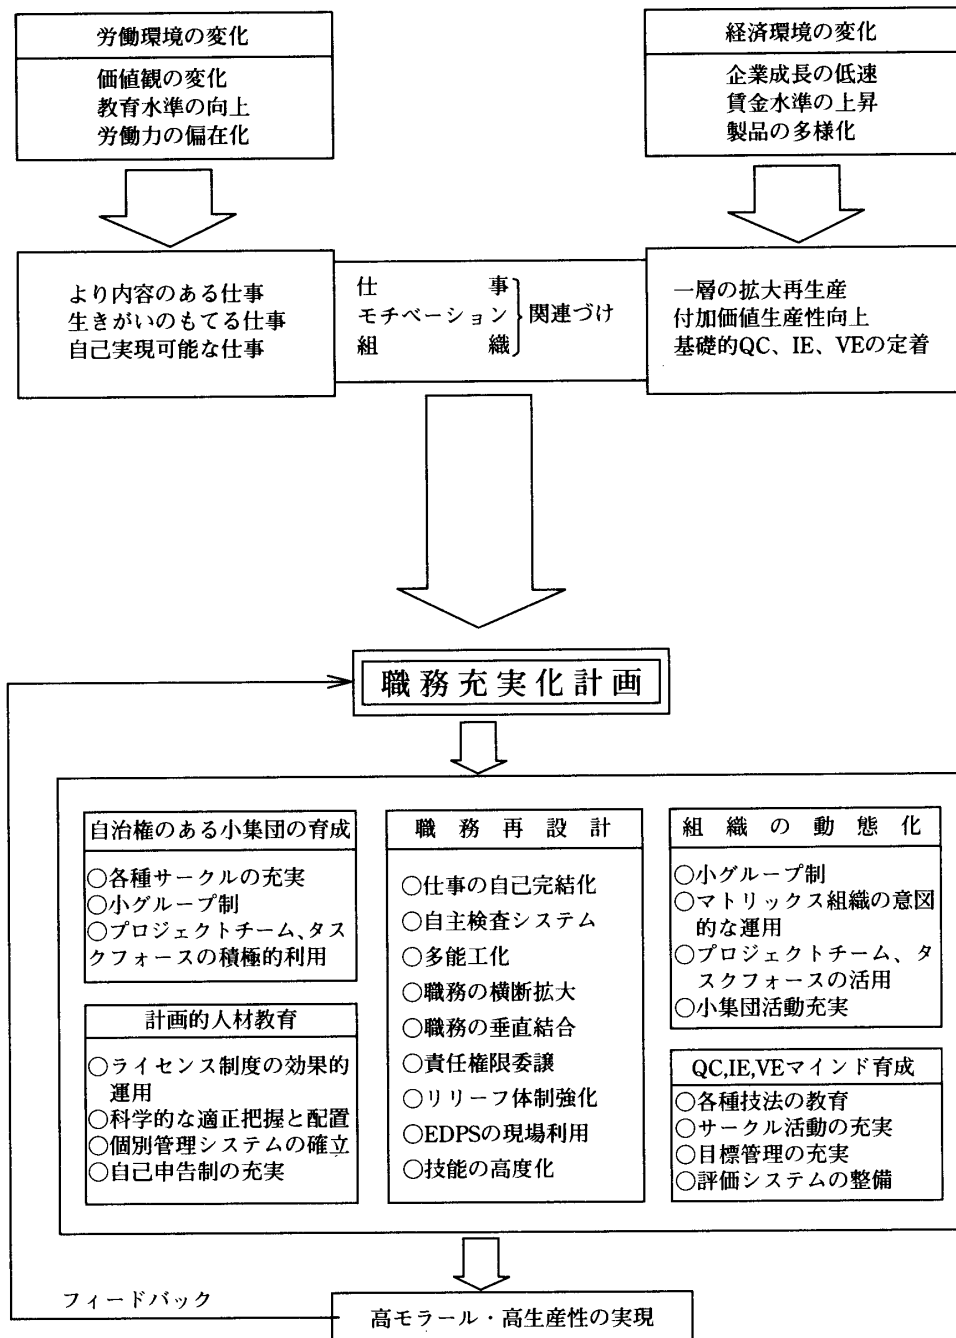 労働環境の変化
価値観の変化
教育水準の向上
労働力の偏在化
経済環境の変化
企業成長の低速
賃金水準の上昇
製品の多様化
より内容のある仕事
生きがいのもてる仕事
自己実現可能な仕事
仕事
モチベーション
組織
関連づけ
一層の拡大再生産
付加価値生産性向上
基礎的QC、IE、VEの定着
職務充実化計画
自治権のある小集団の育成
○各種サークルの充実
○小グループ制
○プロジェクトチーム、タス
クフォースの積極的利用
計画的人材教育
○ライセンス制度の効果的
運用
○科学的な適正把握と配置
○個別管理システムの確立
○自己申告制の充実
職務再設計
○仕事の自己完結化
○自主検査システム
○多能工化
○職務の横断拡大
○職務の垂直結合
○責任権限委譲
○リリーフ体制強化
○EDPSの現場利用
○技能の高度化
組織の動態化
○小グループ制
○マトリックス組織の意図
的な運用
○プロジェクトチーム、タ
スクフォースの活用
○小集団活動充実
QC,IE,VEマインド育成
○各種技法の教育
○サークル活動の充実
○目標管理の充実
○評価システムの整備
フィードバック
高モラール・高生産性の実現